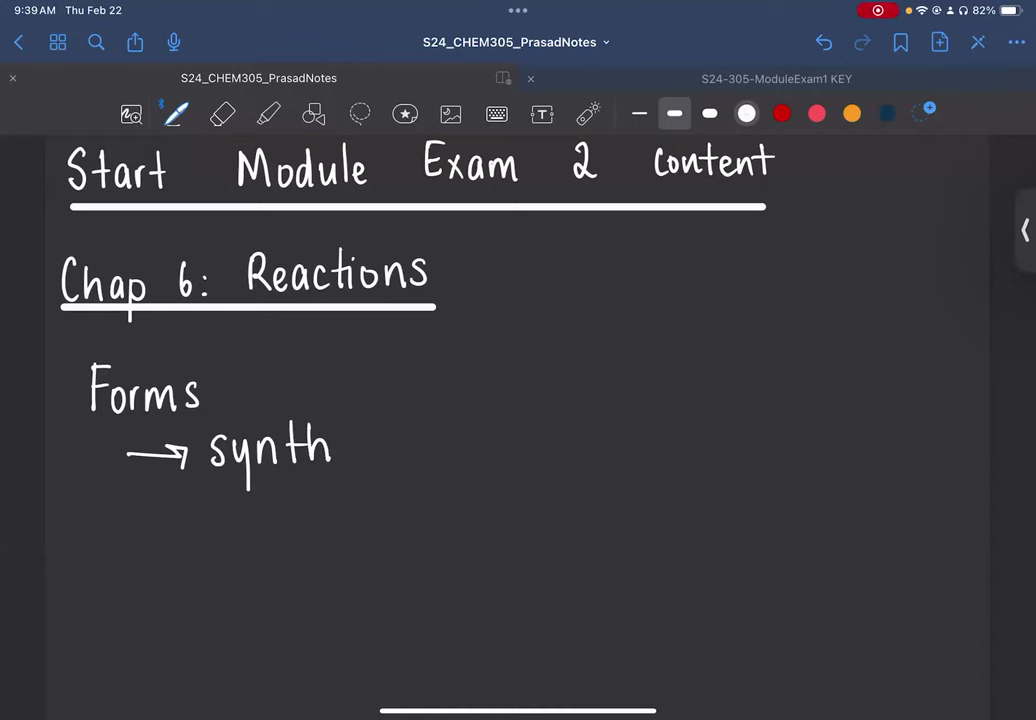 9:39 AM Thu Feb 22 82%
S24_CHEM305_PrasadNotes
S24_CHEM305_PrasadNotes S24-305-ModuleExam1 KEY
Start Module Exam 2 content
Chap 6: Reactions
Forms
→ synth